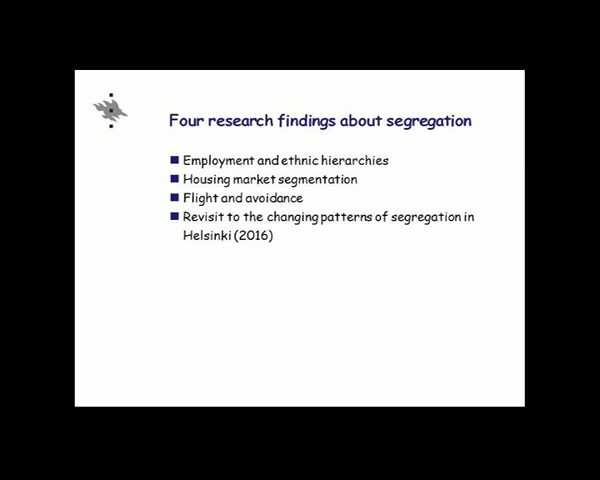 Four research findings about segregation
Employment and ethnic hierarchies
Housing market segmentation
Flight and avoidance
Revisit to the changing patterns of segregation in
Helsinki (2016)